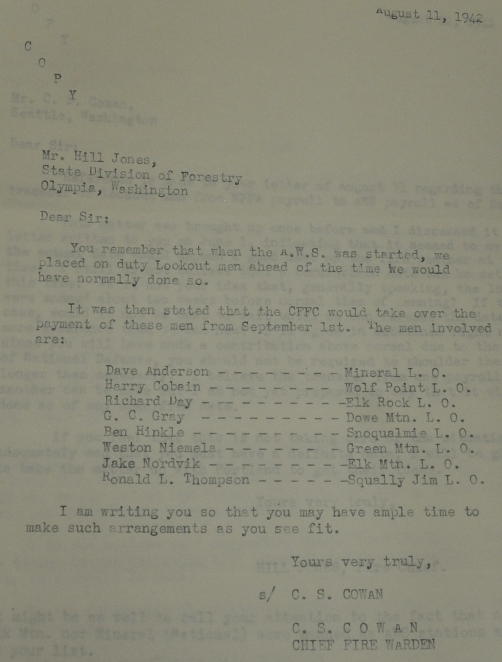 August 11, 1942
C
O
P
Y
Mr. Hill Jones,
State Division of Forestry
Olympia, Washington
Dear Sir:
You remember that when the A.W.S. was started, we
placed on duty Lookout men ahead of the time we would
have normally done so.
It was then stated that the CFFC would take over the
payment of these men from September 1st. The men involved
are:
Dave Anderson - - - - - - - - Mineral L. O.
Harry Cobain - - - - - - - - Wolf Point L. O.
Richard Day - - - - - - - - -Elk Rock L. O.
G. C. Gray - - - - - - - - Dowe Mtn. L. O.
Ben Hinkle - - - - - - - - - Snoqualmie L. O.
Weston Niemels - - - - - - - -Green Mtn. L. O.
Jake Nordvik - - - - - - - - -Elk Mtn. L. O.
Ronald L. Thompson - - - - - -Squally Jim L. O.
I am writing you so that you may have ample time to
make such arrangements as you see fit.
Yours very truly,
s/ C. S. COWAN
C. S. C O W A N
CHIEF FIRE WARDEN